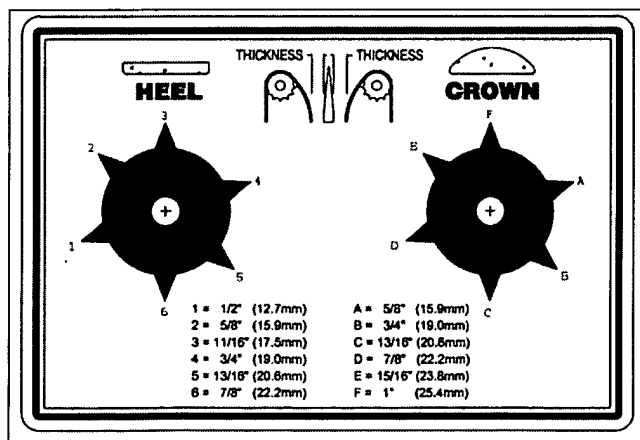 THICKNESS THICKNESS
HEEL CROWN
3
2
4
1
5
6
F
E
A
D
B
C
1 = 1/2" (12.7mm)
2 = 5/8" (15.9mm)
3 = 11/16" (17.5mm)
4 = 3/4" (19.0mm)
5 = 13/16" (20.6mm)
6 = 7/8" (22.2mm)
A = 5/8" (15.9mm)
B = 3/4" (19.0mm)
C = 13/16" (20.6mm)
D = 7/8" (22.2mm)
E = 15/16" (23.8mm)
F = 1" (25.4mm)